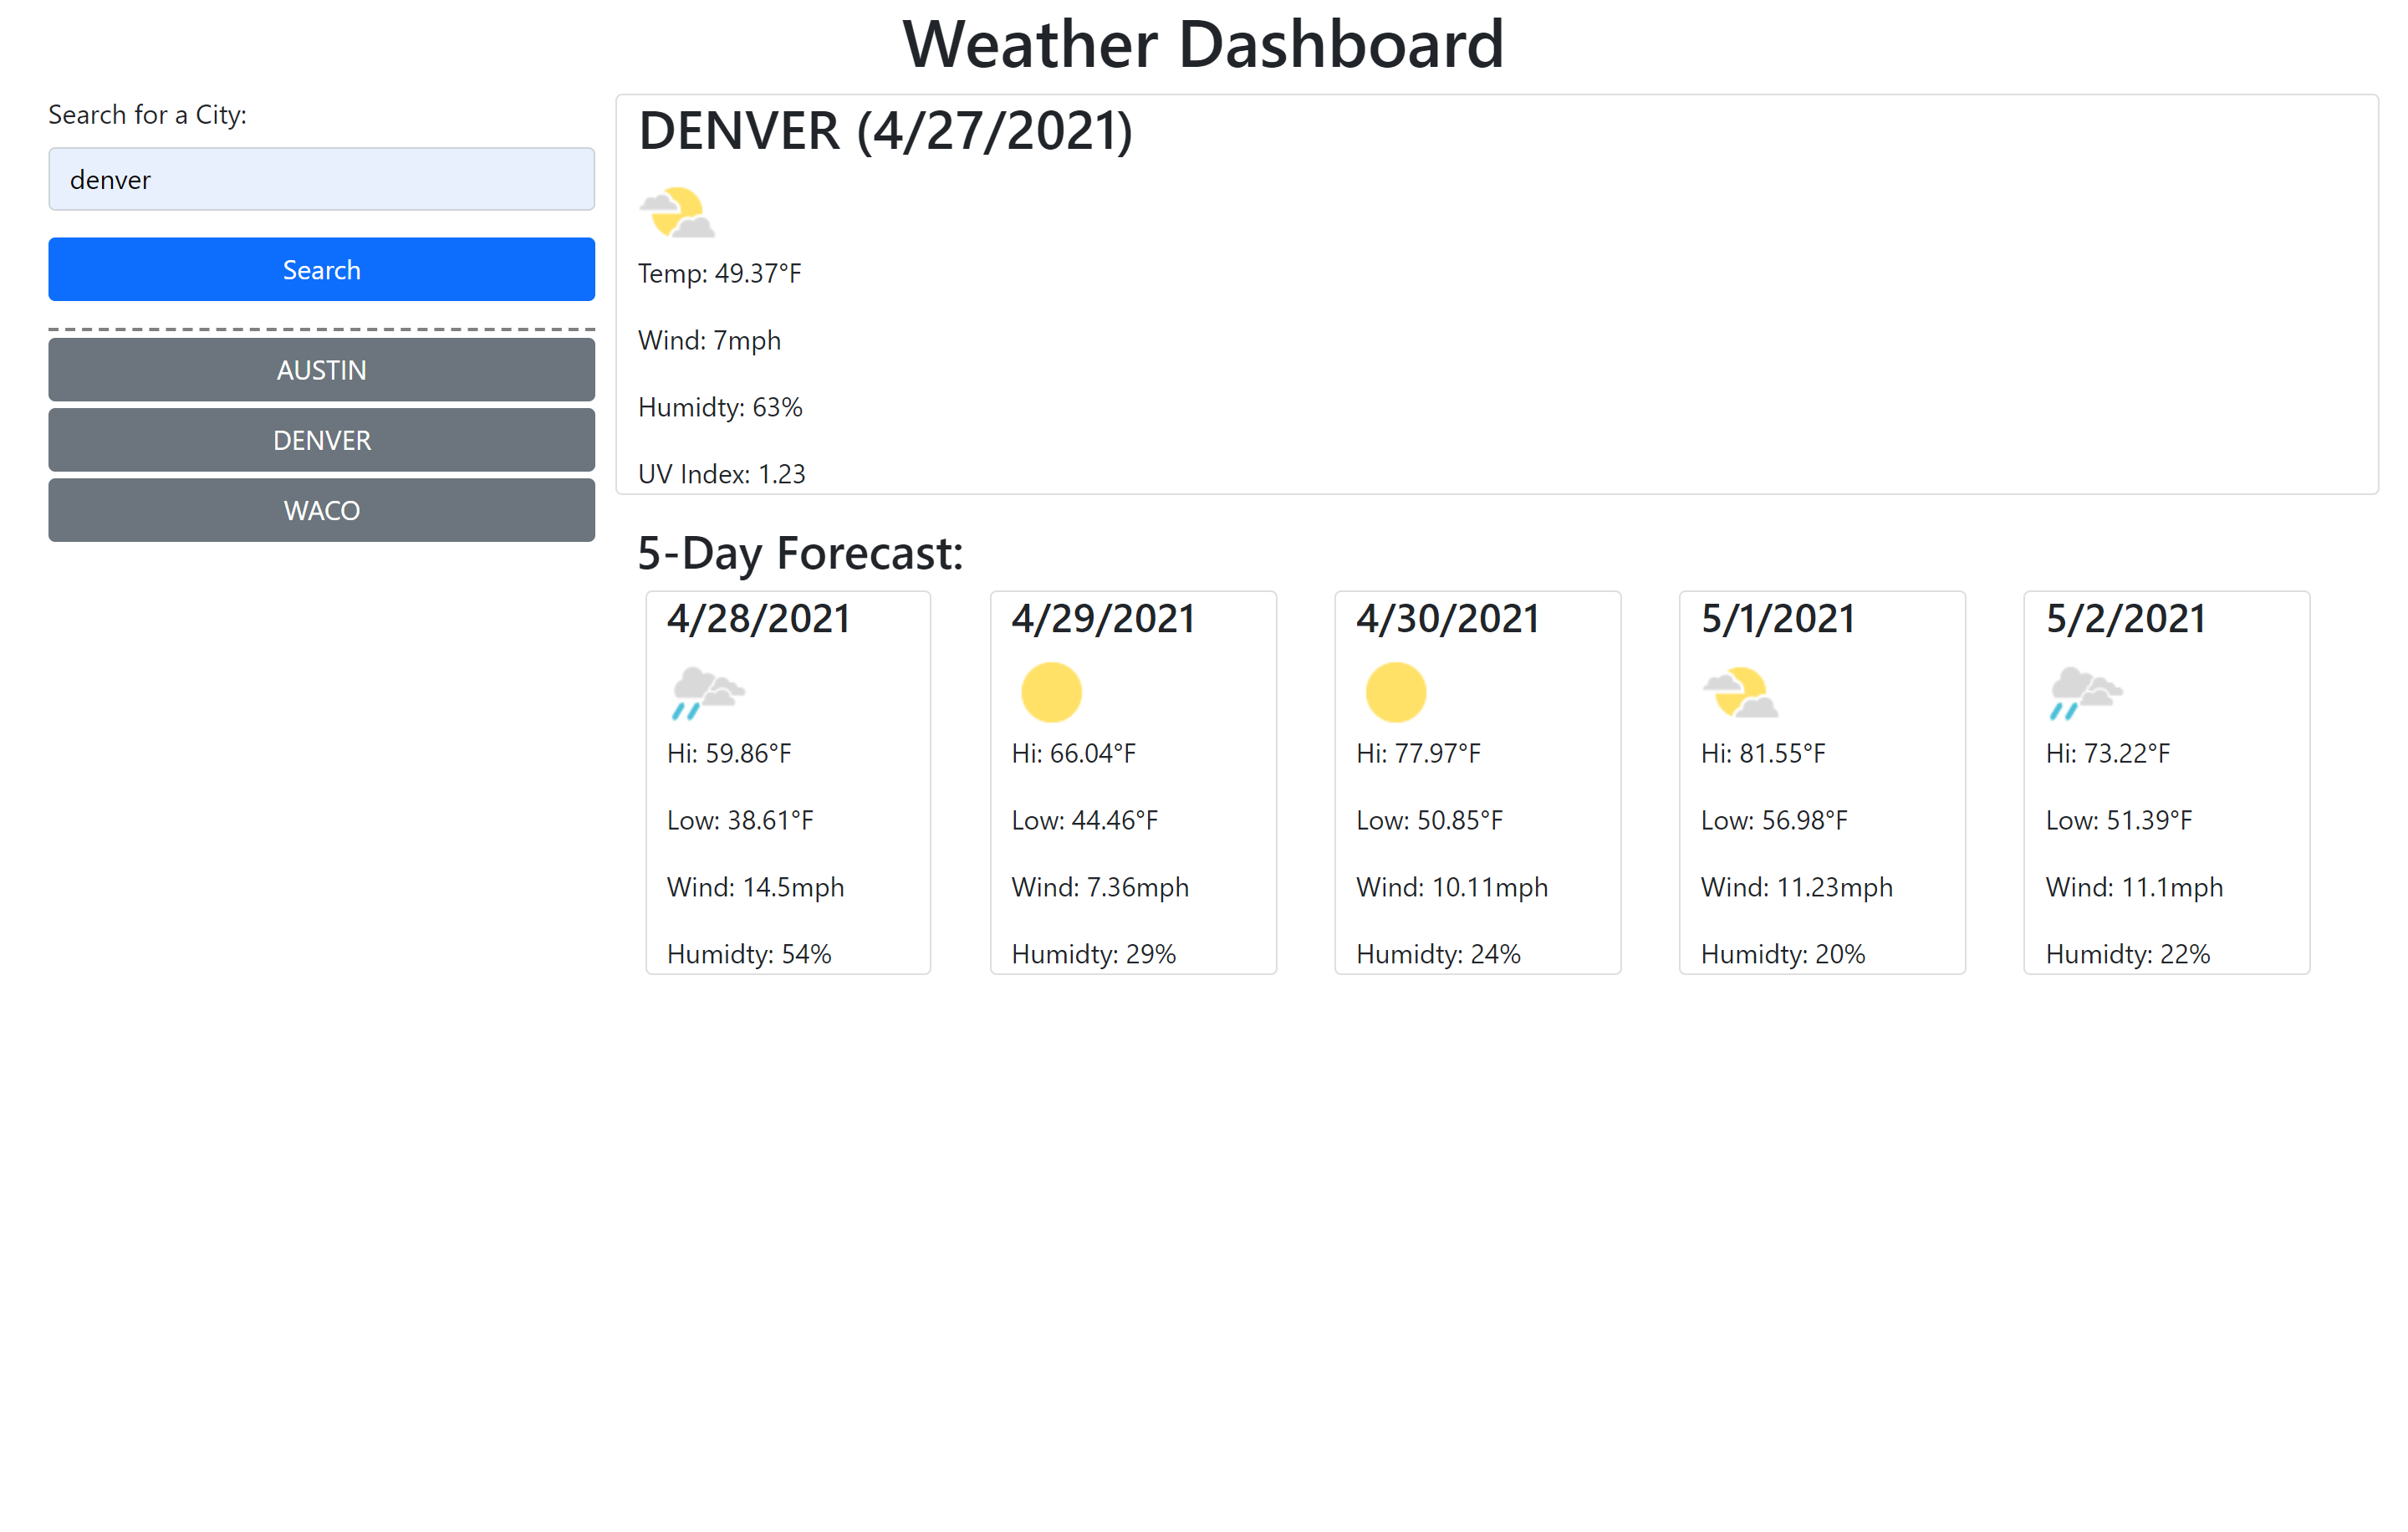 Weather Dashboard
Search for a City:
denver
Search
AUSTIN
DENVER
WACO
DENVER (4/27/2021)
Temp: 49.37°F
Wind: 7mph
Humidty: 63%
UV Index: 1.23
5-Day Forecast:
4/28/2021
Hi: 59.86°F
Low: 38.61°F
Wind: 14.5mph
Humidty: 54%
4/29/2021
Hi: 66.04°F
Low: 44.46°F
Wind: 7.36mph
Humidty: 29%
4/30/2021
Hi: 77.97°F
Low: 50.85°F
Wind: 10.11mph
Humidty: 24%
5/1/2021
Hi: 81.55°F
Low: 56.98°F
Wind: 11.23mph
Humidty: 20%
5/2/2021
Hi: 73.22°F
Low: 51.39°F
Wind: 11.1mph
Humidty: 22%